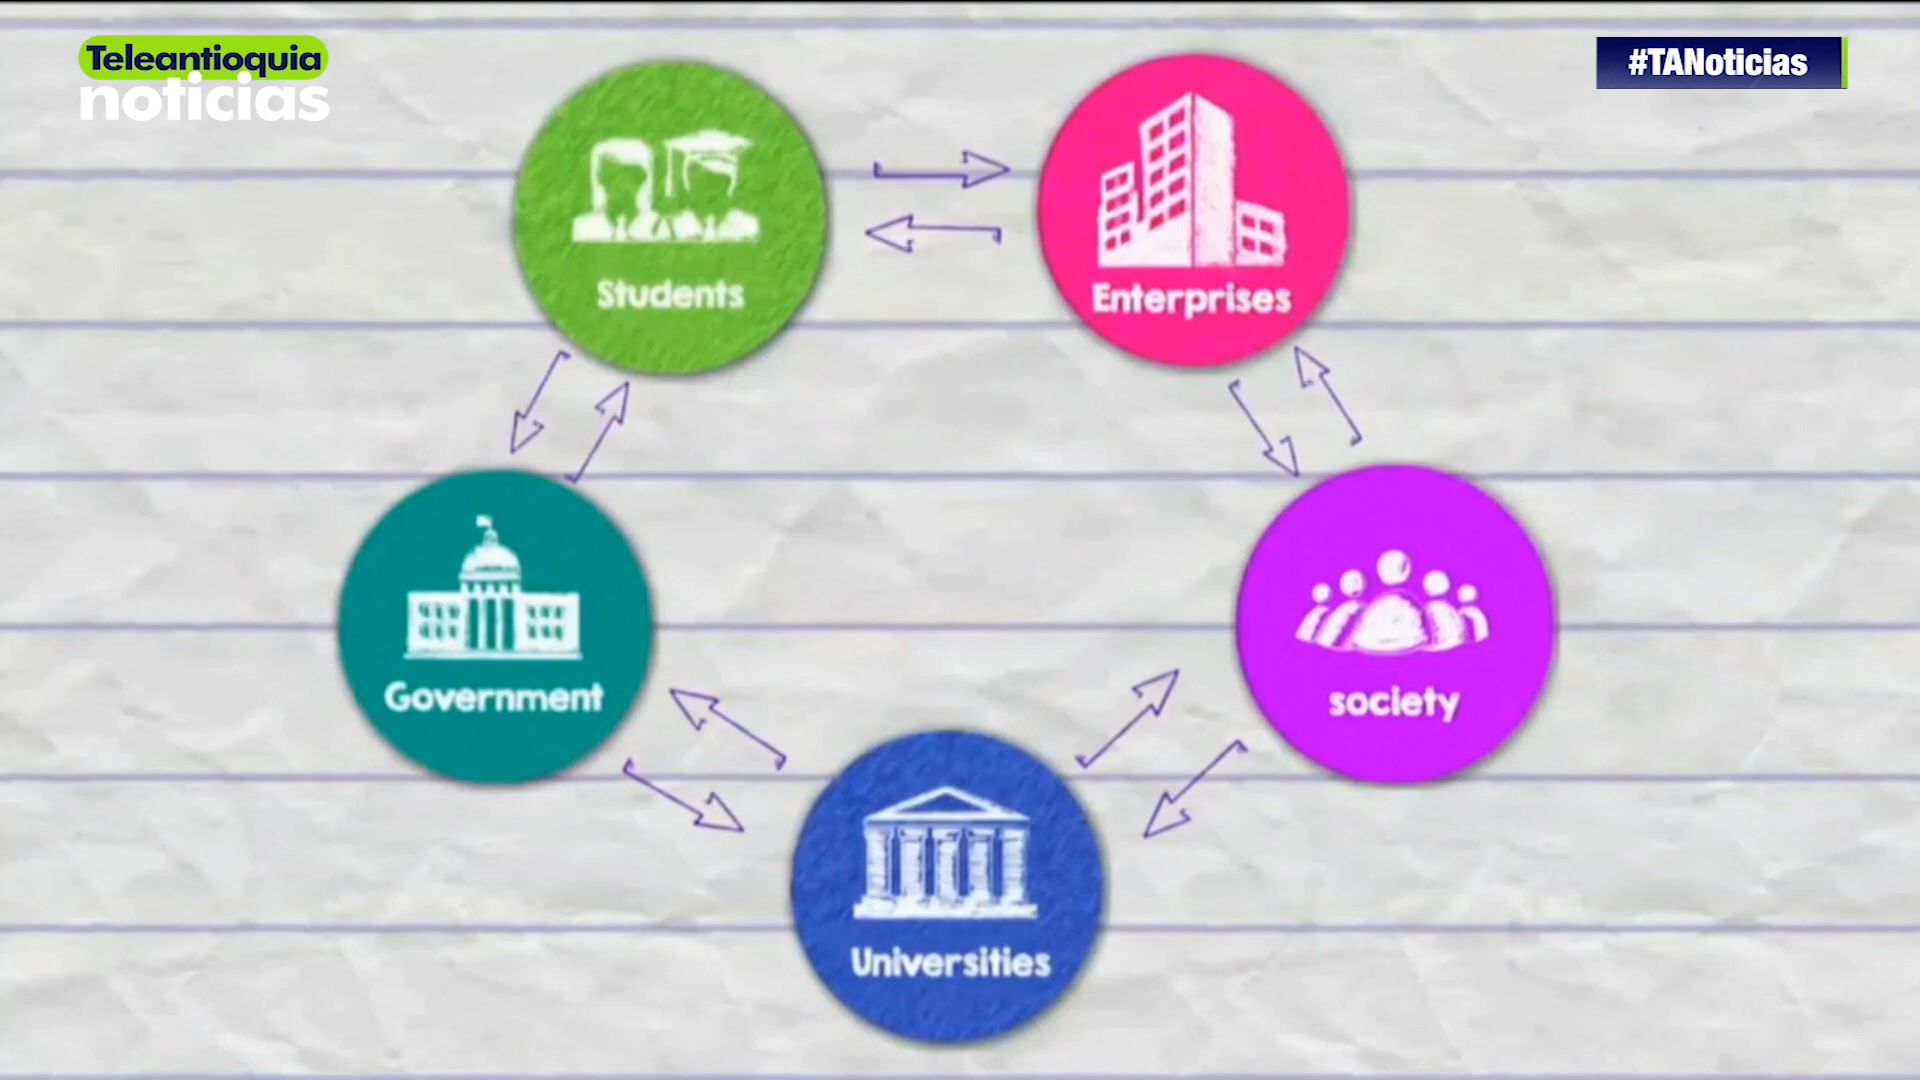 Teleantioquia
noticias
#TANoticias
Students
Enterprises
Government
society
Universities